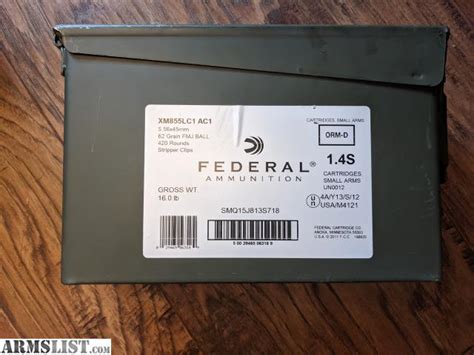 XM855LC1 AC1
5.56x45mm
62 Grain FMJ BALL
420 Rounds
Stripper Clips
CARTRIDGES, SMALL ARMS
ORM-D
FEDERAL
AMMUNITION
1.4S
CARTRIDGES
SMALL ARMS
UN0012
GROSS WT.
16.0 lb
4A/Y13/S/12
USA/M4121
SMQ15J813S718
FEDERAL CARTRIDGE CO.
ANOKA, MINNESOTA 55303
ARMSLIST.com